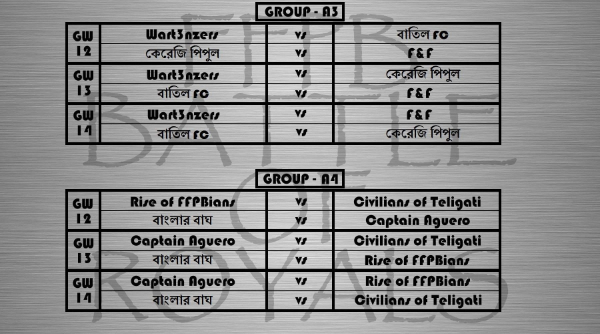 GROUP - A3
GW 12 Wart3nzers vs বাতিল FC
কেরেজি পিপুল vs F&F
GW 13 Wart3nzers vs কেরেজি পিপুল
বাতিল FC vs F&F
GW 14 Wart3nzers vs F&F
বাতিল FC vs কেরেজি পিপুল
GROUP - A4
GW 12 Rise of FFPBians vs Civilians of Teligati
বাংলার বাঘ vs Captain Aguero
GW 13 Captain Aguero vs Civilians of Teligati
বাংলার বাঘ vs Rise of FFPBians
GW 14 Captain Aguero vs Rise of FFPBians
বাংলার বাঘ vs Civilians of Teligati
FFPB
BATTLE
OF
ROYALS